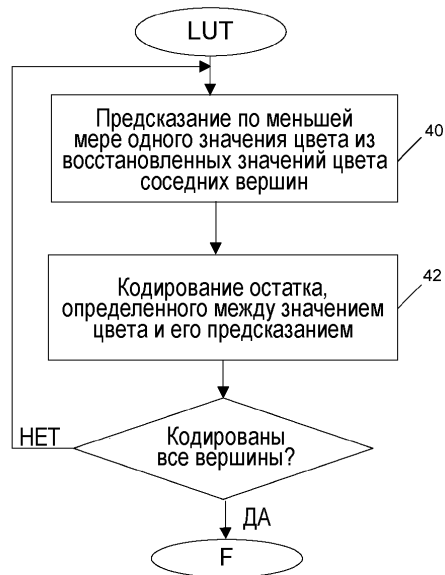 LUT
Предсказание по меньшей
мере одного значения цвета из
восстановленных значений цвета
соседних вершин
40
Кодирование остатка,
определенного между значением
цвета и его предсказанием
42
НЕТ
Кодированы
все вершины?
ДА
F